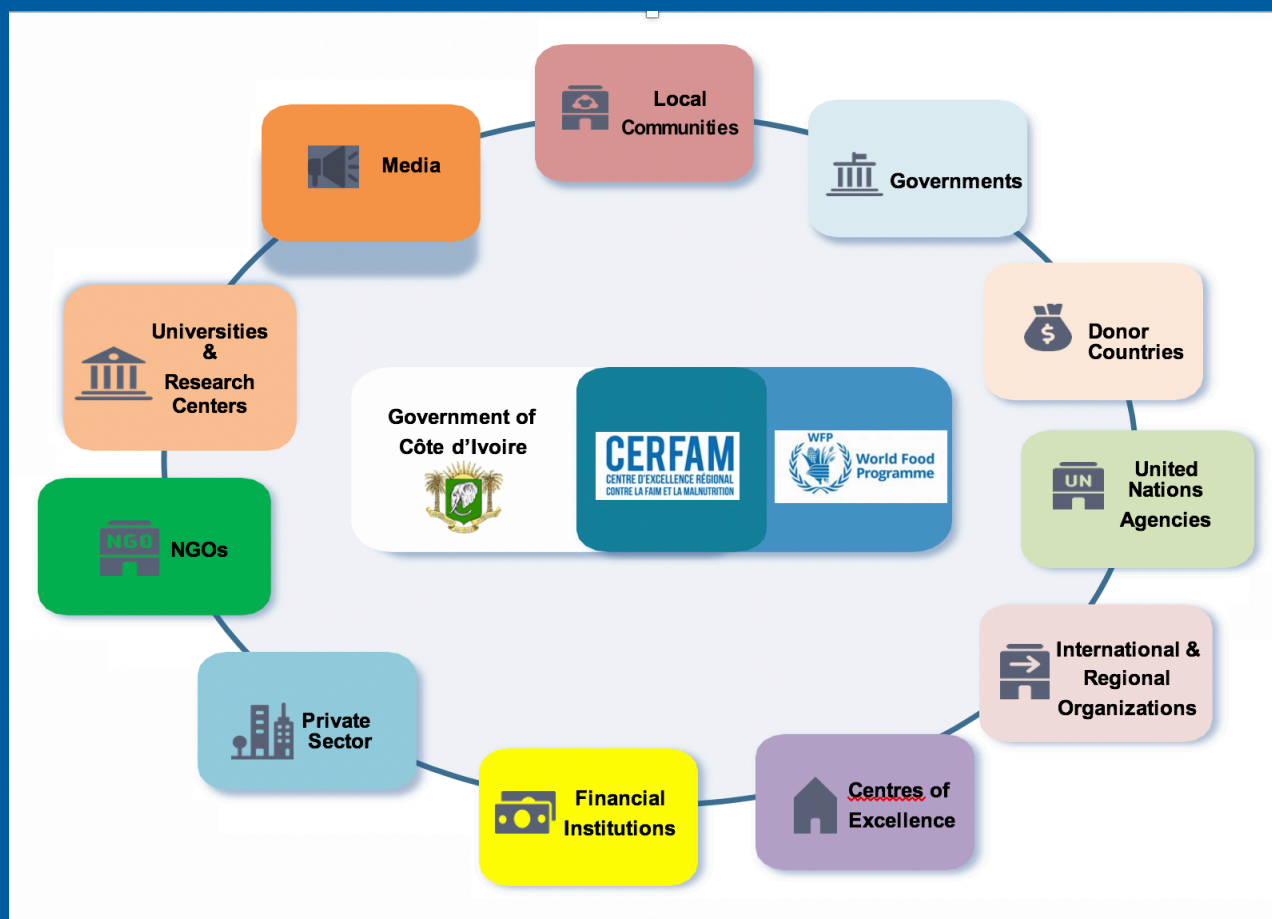 Local
Communities
Media
Governments
Universities
&
Research
Centers
Donor
Countries
$
Government of
Côte d’Ivoire
CERFAM
CENTRE D'EXCELLENCE RÉGIONAL
CONTRE LA FAIM ET LA MALNUTRITION
WFP
World Food
Programme
UN
United
Nations
Agencies
NGO
NGOs
International &
Regional
Organizations
Private
Sector
Financial
Institutions
Centres of
Excellence